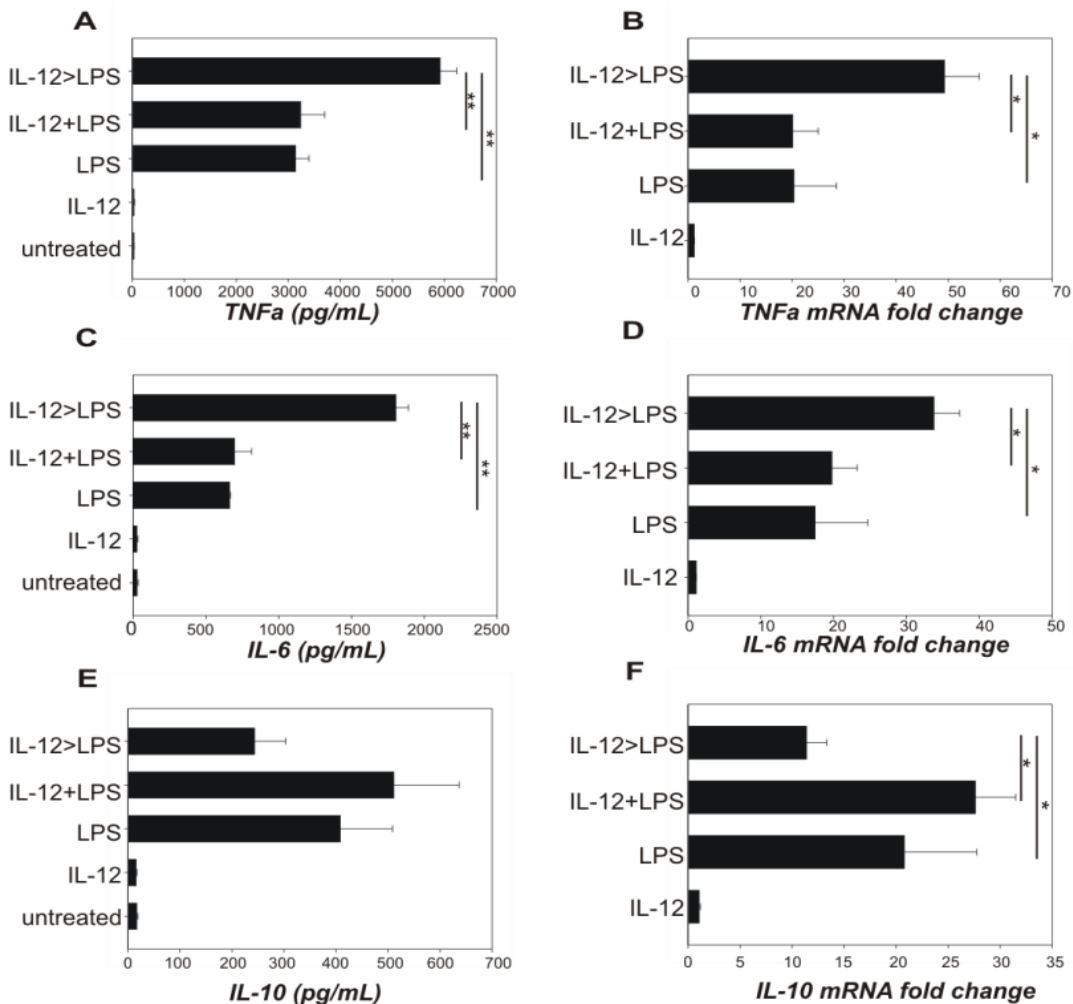 A
IL-12>LPS
IL-12+LPS
LPS
IL-12
untreated
**
**
0 1000 2000 3000 4000 5000 6000 7000
TNFa (pg/mL)
B
IL-12>LPS
IL-12+LPS
LPS
IL-12
*
*
0 10 20 30 40 50 60 70
TNFa mRNA fold change
C
IL-12>LPS
IL-12+LPS
LPS
IL-12
untreated
**
**
0 500 1000 1500 2000 2500
IL-6 (pg/mL)
D
IL-12>LPS
IL-12+LPS
LPS
IL-12
*
*
0 10 20 30 40 50
IL-6 mRNA fold change
E
IL-12>LPS
IL-12+LPS
LPS
IL-12
untreated
0 100 200 300 400 500 600 700
IL-10 (pg/mL)
F
IL-12>LPS
IL-12+LPS
LPS
IL-12
*
*
0 5 10 15 20 25 30 35
IL-10 mRNA fold change